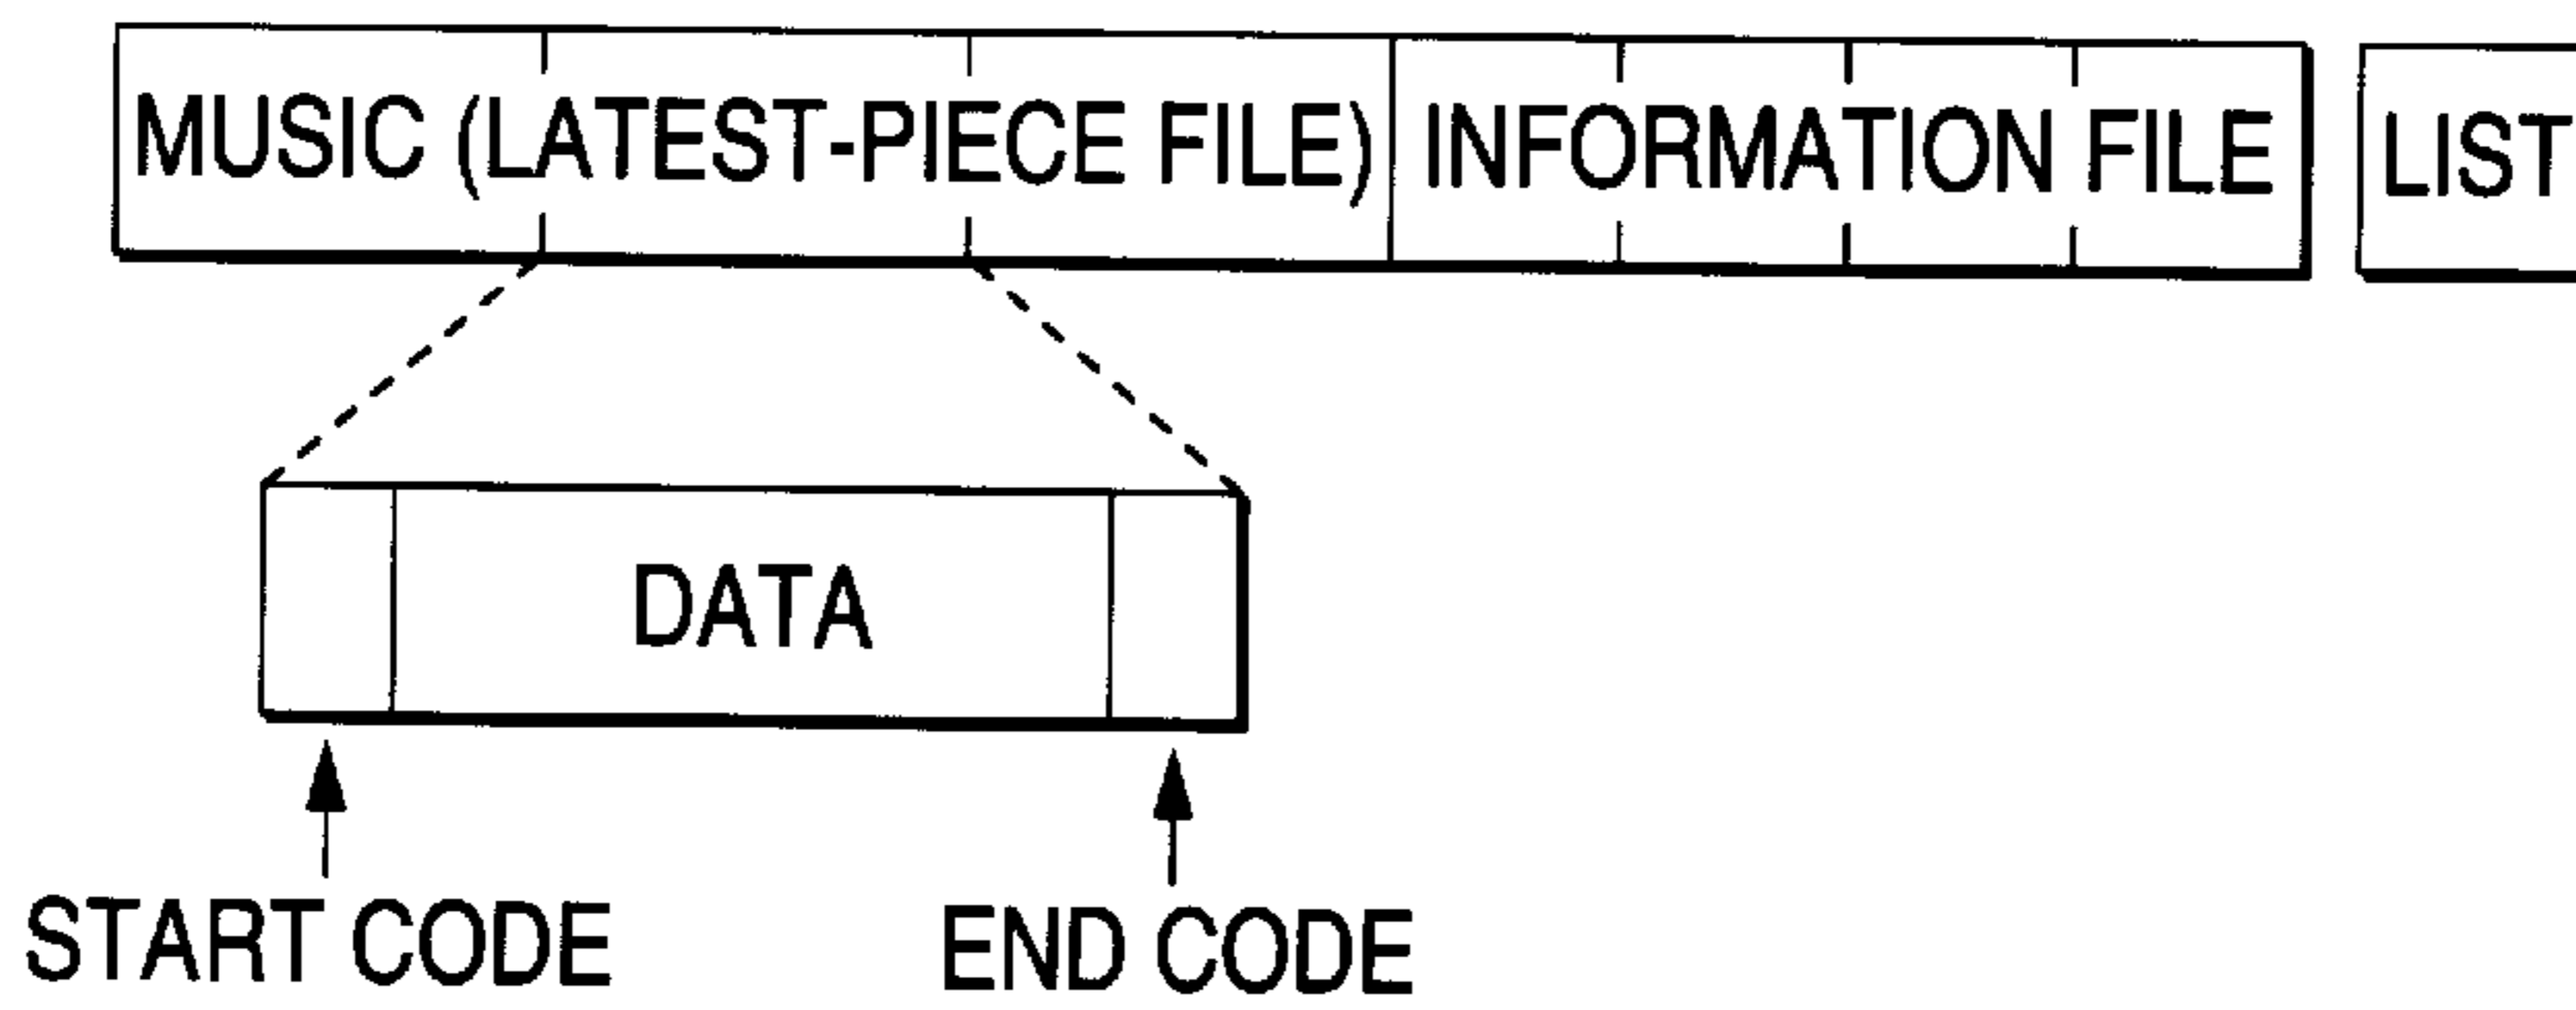 MUSIC (LATEST-PIECE FILE) INFORMATION FILE LIST
DATA
START CODE END CODE